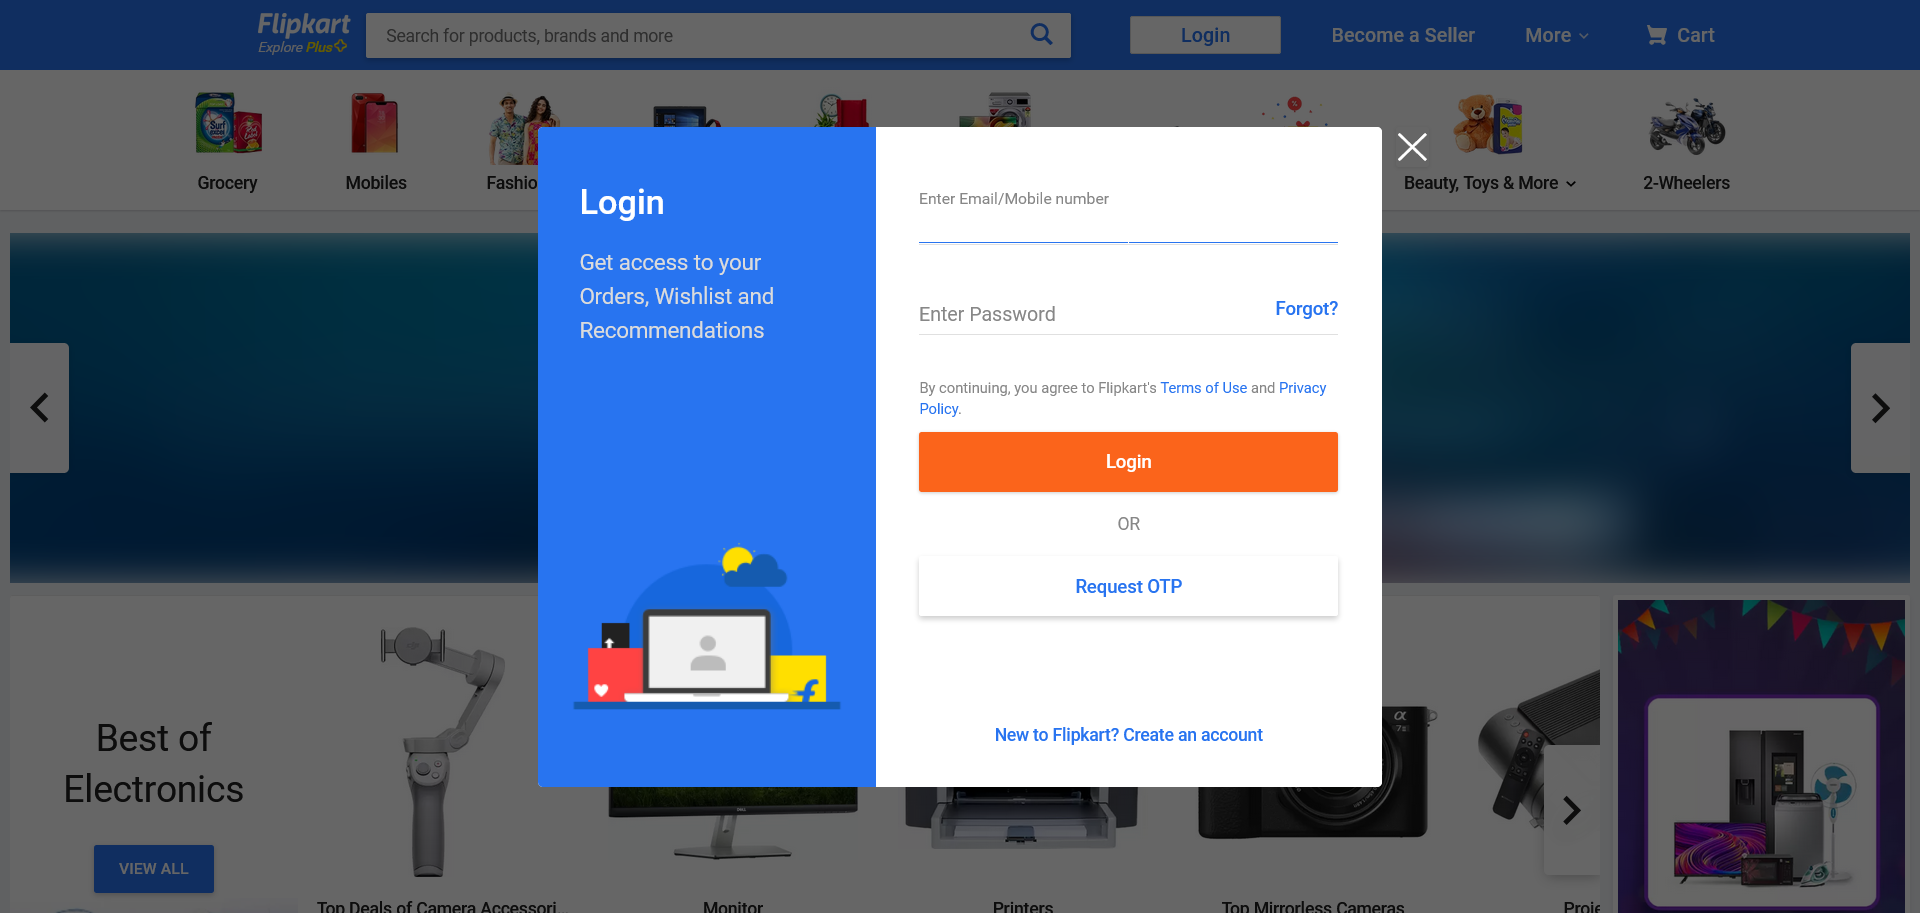 Flipkart
Explore Plus
Search for products, brands and more
Login
Become a Seller
More
Cart
Grocery
Mobiles
Fashio
Beauty, Toys & More
2-Wheelers
Login
Get access to your
Orders, Wishlist and
Recommendations
Enter Email/Mobile number
Enter Password
Forgot?
By continuing, you agree to Flipkart's Terms of Use and Privacy
Policy.
Login
OR
Request OTP
New to Flipkart? Create an account
Best of
Electronics
VIEW ALL
Top Deals of Camera Accessori...
Monitor
Printers
Top Mirrorless Cameras
Proje